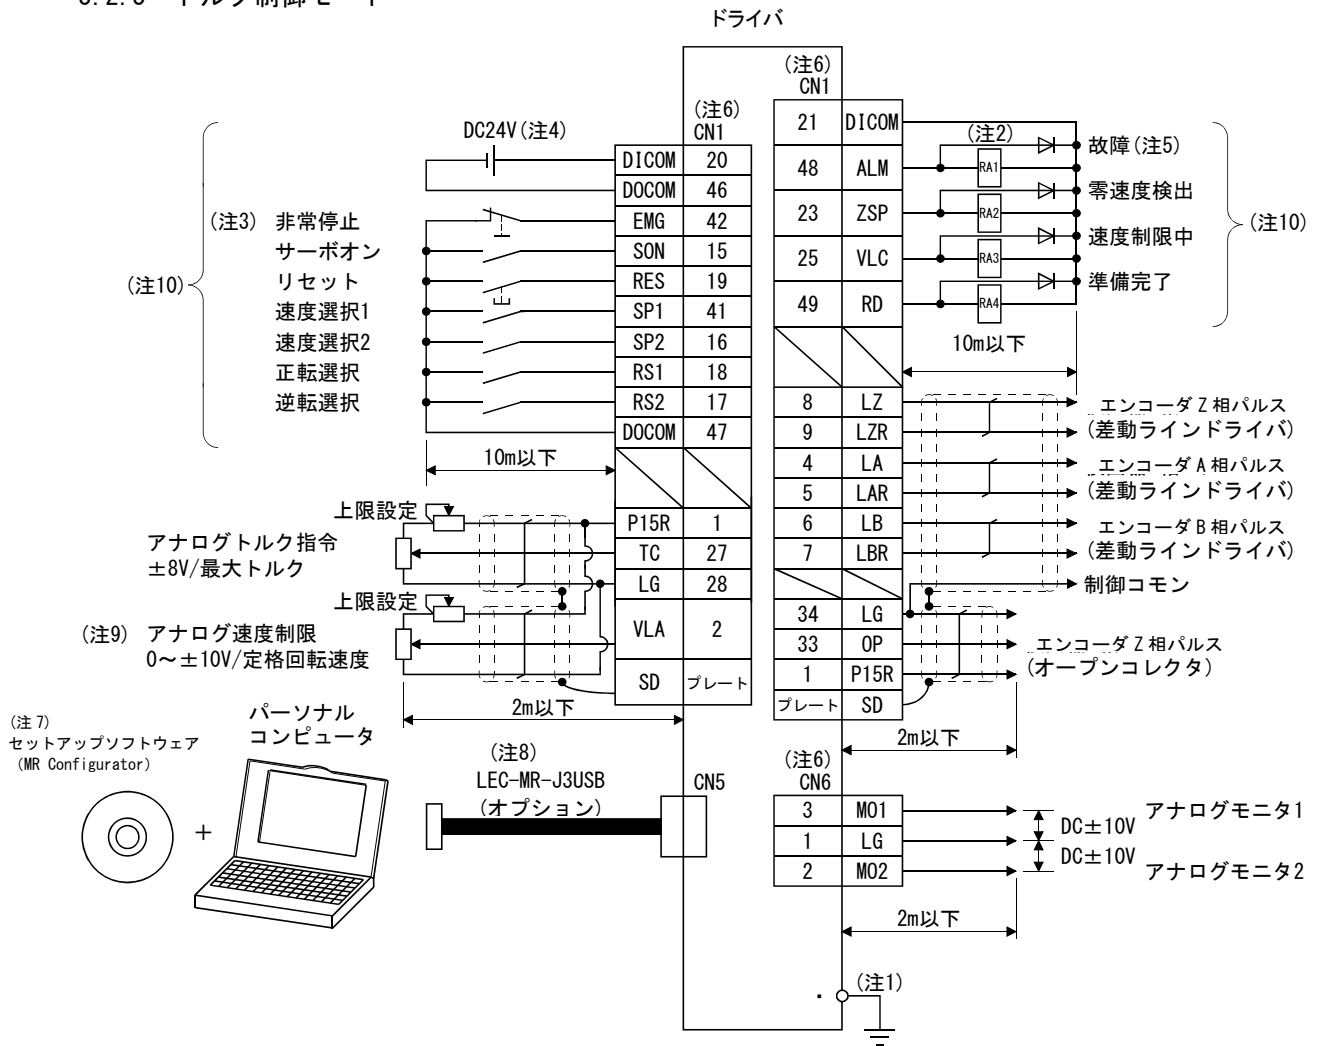 ドライバ
(注6)
CN1
DC24V(注4)
DICOM 20
DOCOM 46
(注3) 非常停止 EMG 42
サーボオン SON 15
リセット RES 19
(注10)
速度選択1 SP1 41
速度選択2 SP2 16
正転選択 RS1 18
逆転選択 RS2 17
DOCOM 47
10m以下
上限設定
P15R 1
アナログトルク指令
±8V/最大トルク
TC 27
LG 28
上限設定
(注9) アナログ速度制限
0～±10V/定格回転速度
VLA 2
SD プレート
2m以下
(注6)
CN1
21 DICOM
(注2)
48 ALM RA1 故障(注5)
23 ZSP RA2 零速度検出
25 VLC RA3 速度制限中
49 RD RA4 準備完了
(注10)
10m以下
8 LZ エンコーダ Z 相パルス
9 LZR (差動ラインドライバ)
4 LA エンコーダ A 相パルス
5 LAR (差動ラインドライバ)
6 LB エンコーダ B 相パルス
7 LBR (差動ラインドライバ)
制御コモン
34 LG
33 OP エンコーダ Z 相パルス
1 P15R (オープンコレクタ)
プレート SD
2m以下
(注 7)
セットアップソフトウェア
(MR Configurator)
+
パーソナル
コンピュータ
(注8)
LEC-MR-J3USB
(オプション)
CN5
(注6)
CN6
3 MO1 アナログモニタ1
DC±10V
1 LG
DC±10V
2 MO2 アナログモニタ2
2m以下
(注1)